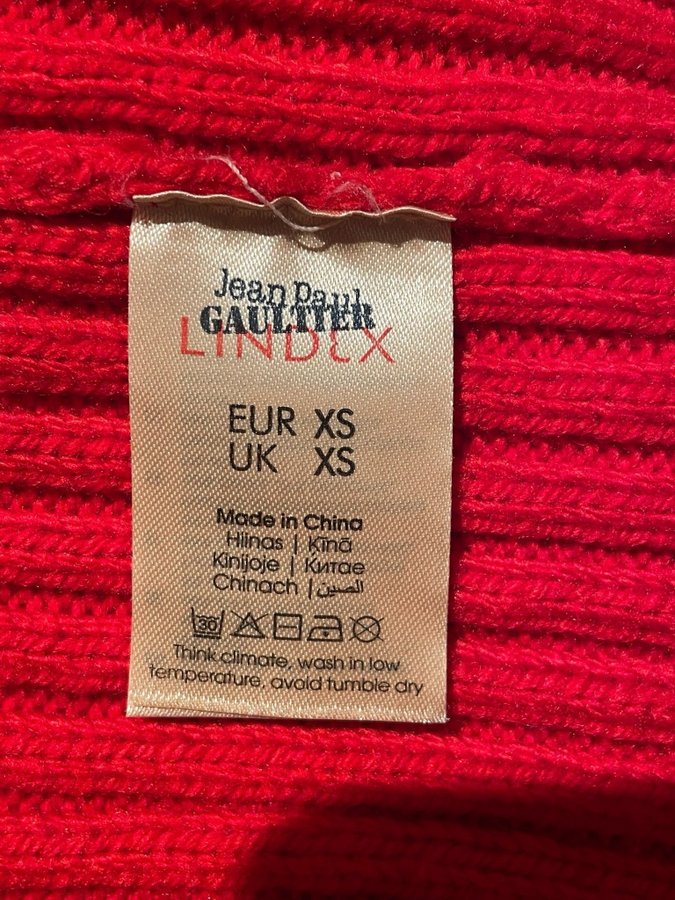 Jean Paul
GAULTIER
LINDEX
EUR XS
UK XS
Made in China
Hiinas | Ķīnā
Kinijoje | Китае
Chinach | الصين
30
Think climate, wash in low
temperature, avoid tumble dry